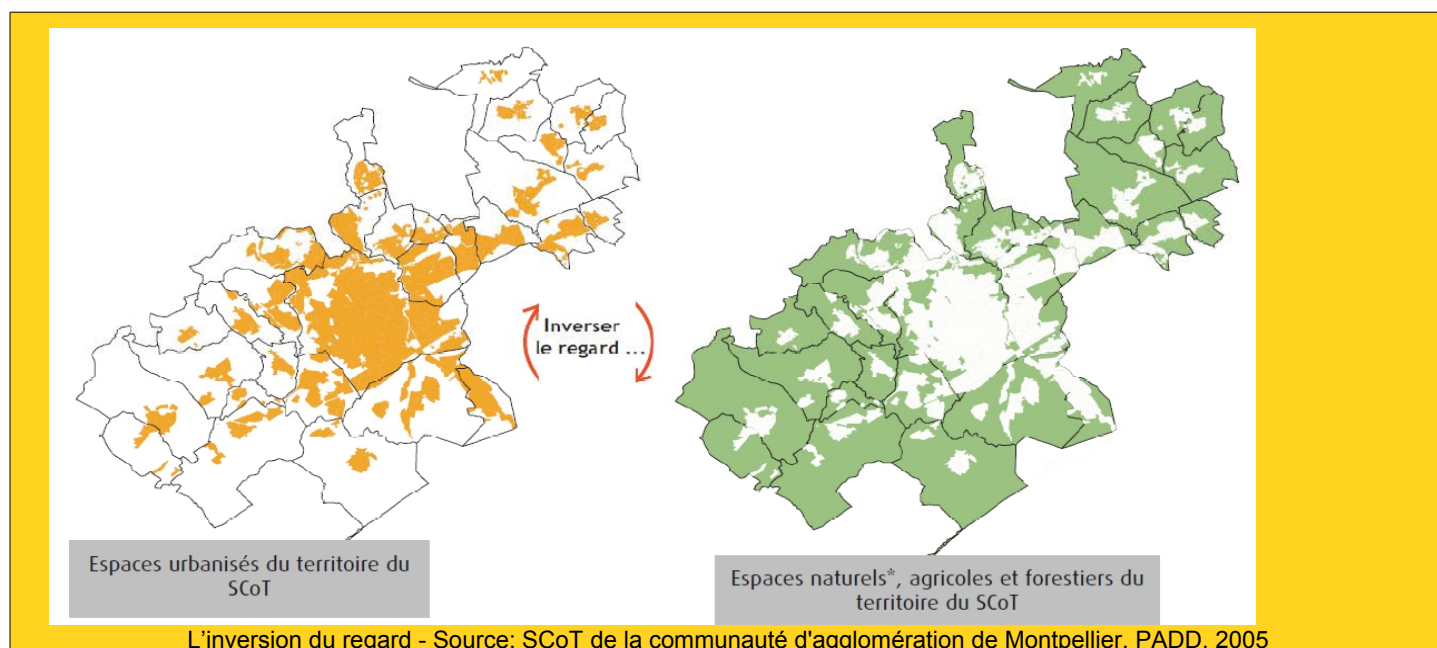 Inverser
le regard ...
Espaces urbanisés du territoire du
SCoT
Espaces naturels*, agricoles et forestiers du
territoire du SCoT
L'inversion du regard - Source: SCoT de la communauté d'agglomération de Montpellier, PADD, 2005